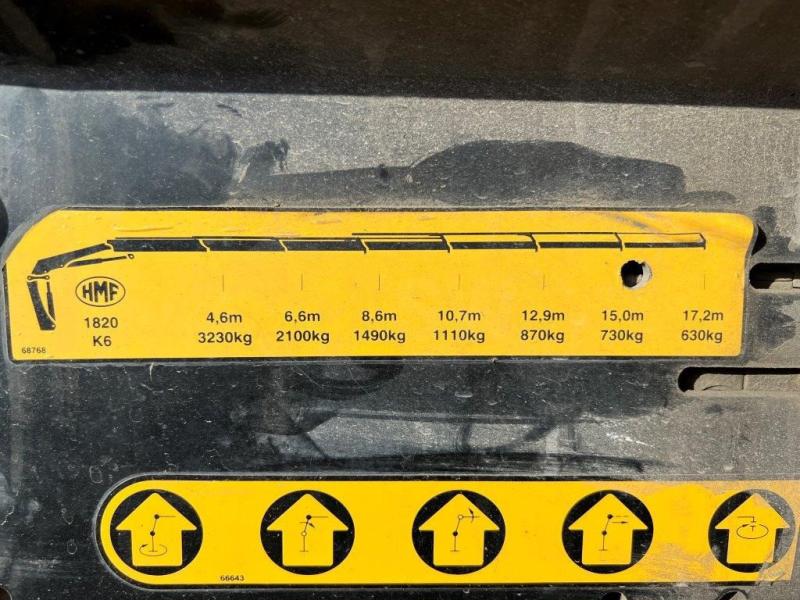 HMF
1820
K6
4,6m 6,6m 8,6m 10,7m 12,9m 15,0m 17,2m
3230kg 2100kg 1490kg 1110kg 870kg 730kg 630kg
68768
T
66643